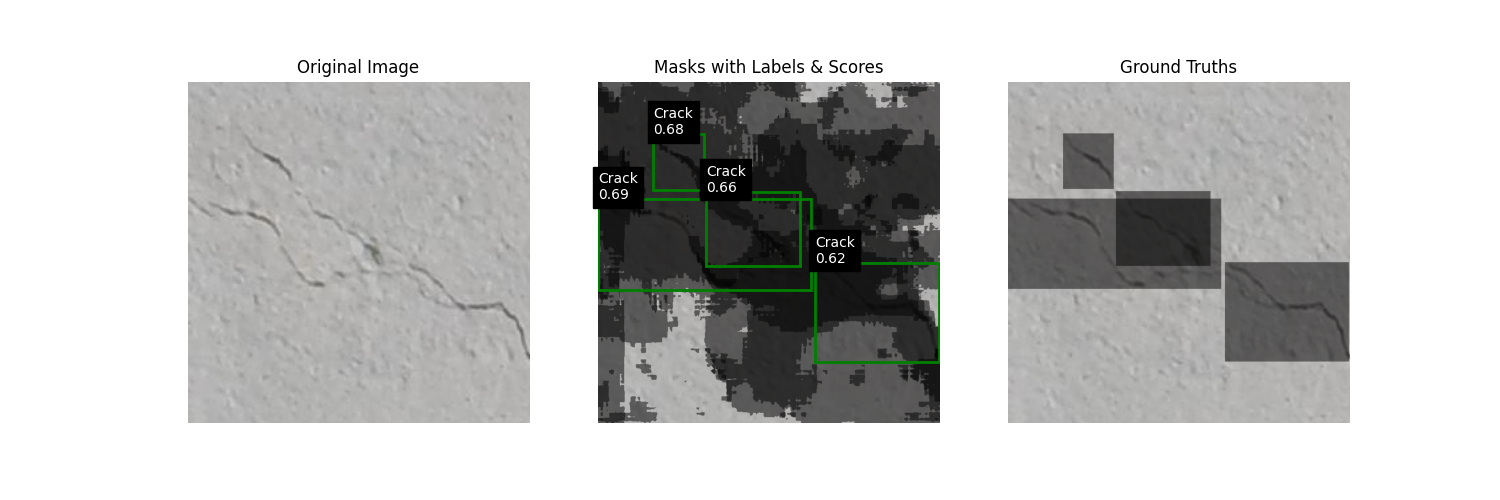 Original Image
Masks with Labels & Scores
Ground Truths
Crack
0.68
Crack
0.66
Crack
0.69
Crack
0.62